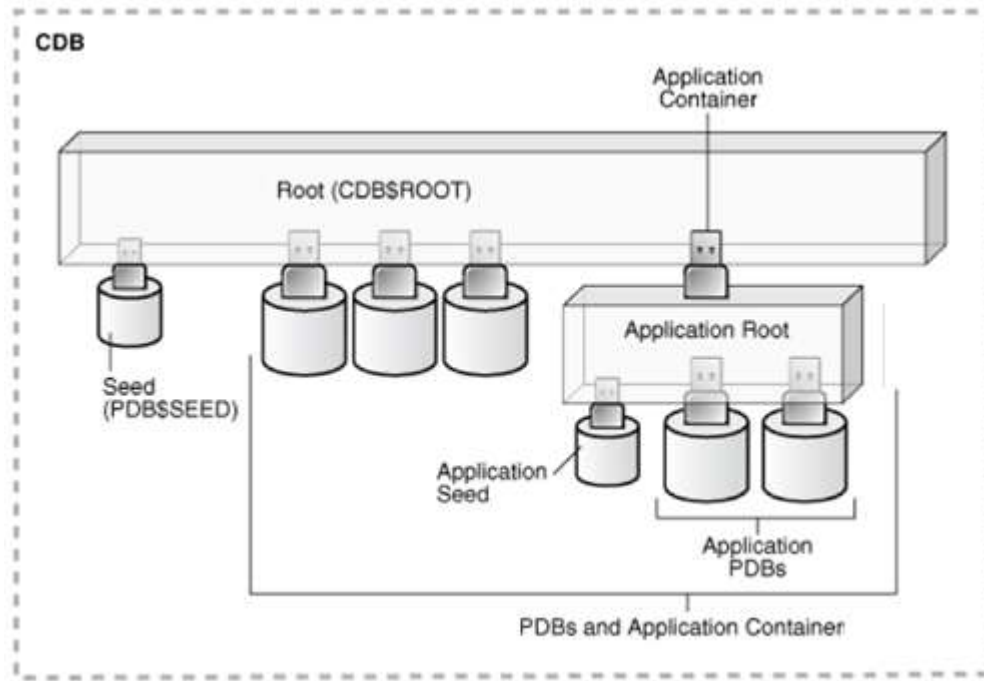 CDB
Application
Container
Root (CDB$ROOT)
Application Root
Seed
(PDB$SEED)
Application
Seed
Application
PDBs
PDBs and Application Container